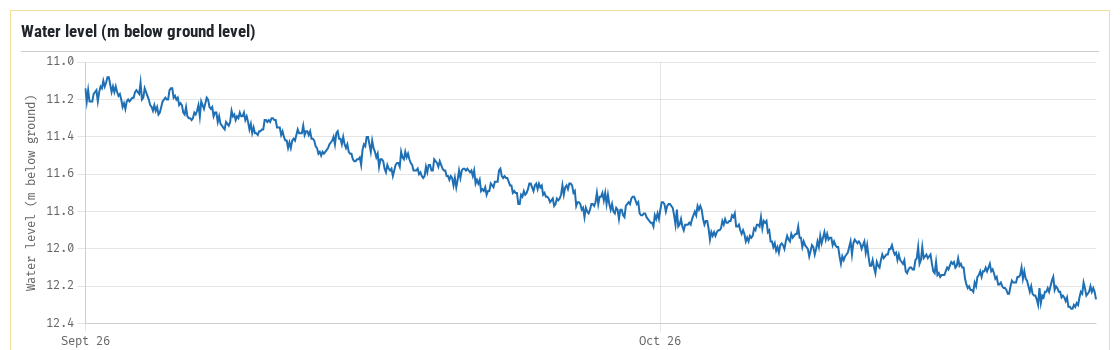 Water level (m below ground level)
Water level (m below ground)
11.0
11.2
11.4
11.6
11.8
12.0
12.2
12.4
Sept 26
Oct 26